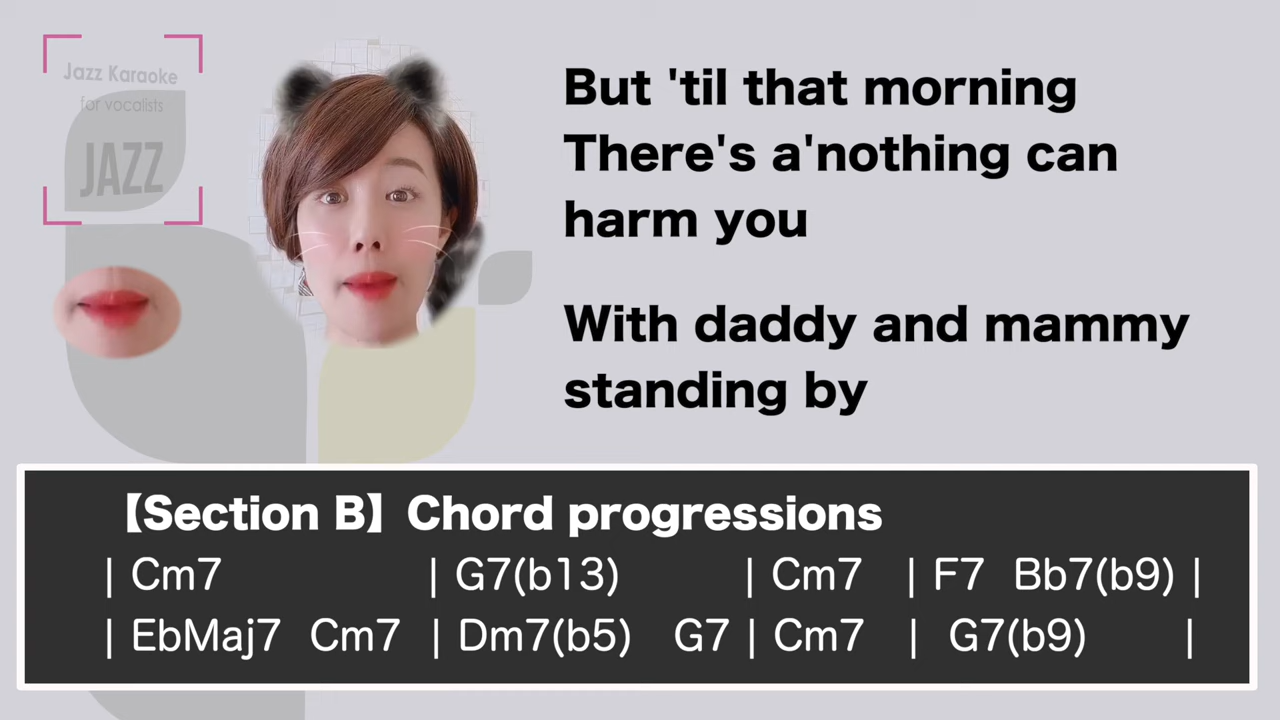 Jazz Karaoke
for vocalists
JAZZ
But 'til that morning
There's a'nothing can
harm you
With daddy and mammy
standing by
【Section B】Chord progressions
| Cm7 | G7(b13) | Cm7 | F7 Bb7(b9) |
| EbMaj7 Cm7 | Dm7(b5) G7 | Cm7 | G7(b9) |